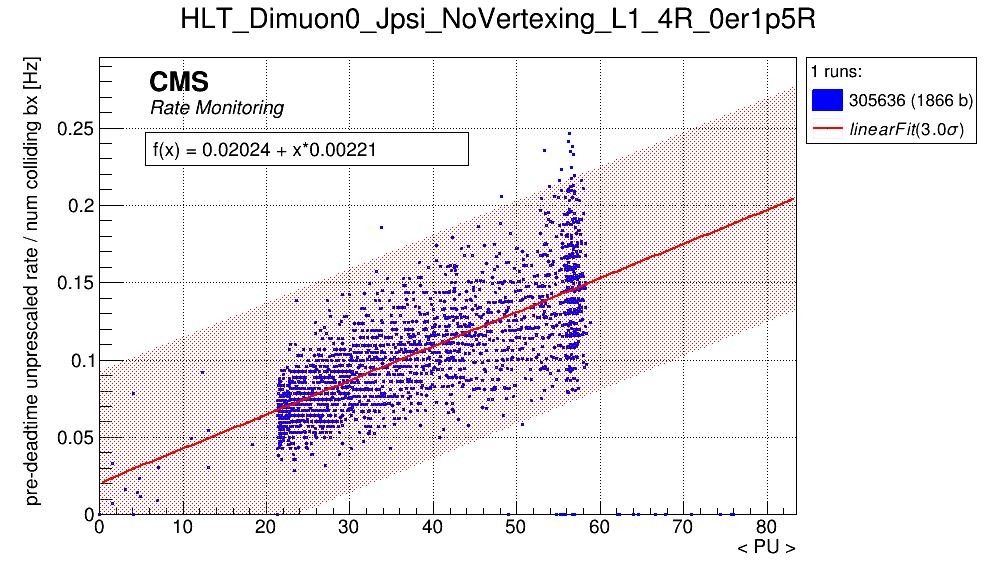 HLT_Dimuon0_Jpsi_NoVertexing_L1_4R_0er1p5R
CMS
Rate Monitoring
f(x) = 0.02024 + x*0.00221
1 runs:
305636 (1866 b)
linearFit(3.0σ)
pre-deadtime unprescaled rate / num colliding bx [Hz]
0.25
0.2
0.15
0.1
0.05
0
0 10 20 30 40 50 60 70 80
< PU >